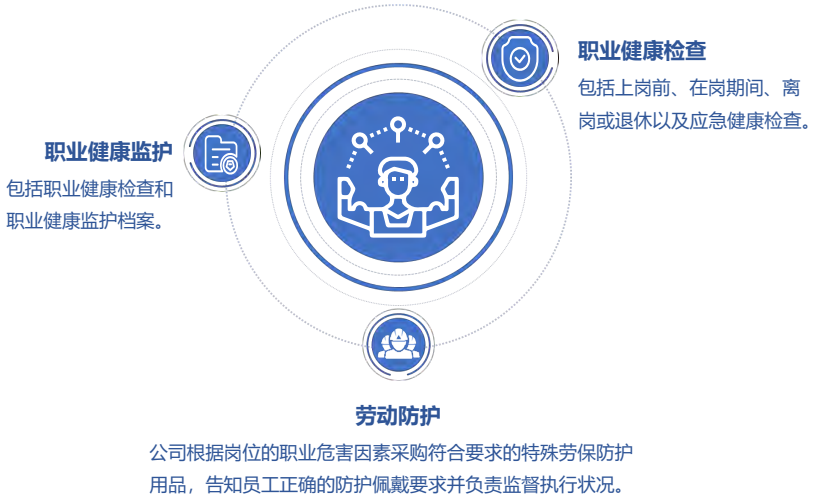 职业健康检查
包括上岗前、在岗期间、离
岗或退休以及应急健康检查。
职业健康监护
包括职业健康检查和
职业健康监护档案。
劳动防护
公司根据岗位的职业危害因素采购符合要求的特殊劳保防护
用品，告知员工正确的防护佩戴要求并负责监督执行状况。